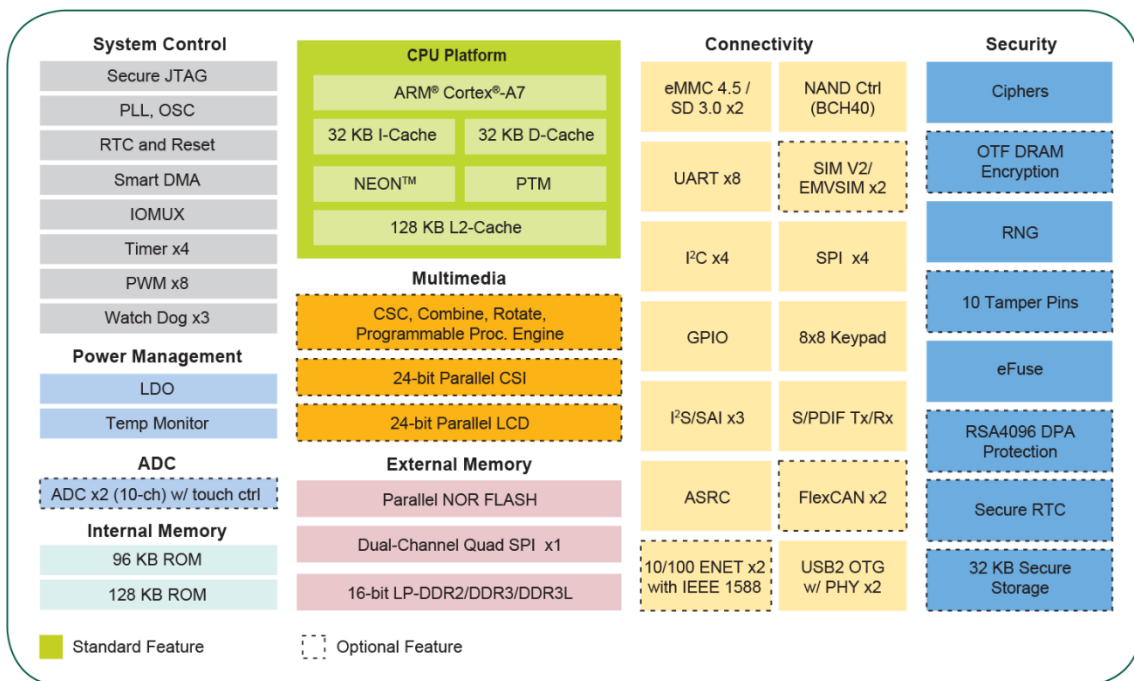 System Control
Secure JTAG
PLL, OSC
RTC and Reset
Smart DMA
IOMUX
Timer x4
PWM x8
Watch Dog x3
Power Management
LDO
Temp Monitor
ADC
ADC x2 (10-ch) w/ touch ctrl
Internal Memory
96 KB ROM
128 KB ROM
CPU Platform
ARM® Cortex®-A7
32 KB I-Cache
32 KB D-Cache
NEON™
PTM
128 KB L2-Cache
Multimedia
CSC, Combine, Rotate,
Programmable Proc. Engine
24-bit Parallel CSI
24-bit Parallel LCD
External Memory
Parallel NOR FLASH
Dual-Channel Quad SPI x1
16-bit LP-DDR2/DDR3/DDR3L
Connectivity
eMMC 4.5 /
SD 3.0 x2
NAND Ctrl
(BCH40)
UART x8
SIM V2/
EMVSIM x2
I²C x4
SPI x4
GPIO
8x8 Keypad
I²S/SAI x3
S/PDIF Tx/Rx
ASRC
FlexCAN x2
10/100 ENET x2
with IEEE 1588
USB2 OTG
w/ PHY x2
Security
Ciphers
OTF DRAM
Encryption
RNG
10 Tamper Pins
eFuse
RSA4096 DPA
Protection
Secure RTC
32 KB Secure
Storage
Standard Feature
Optional Feature